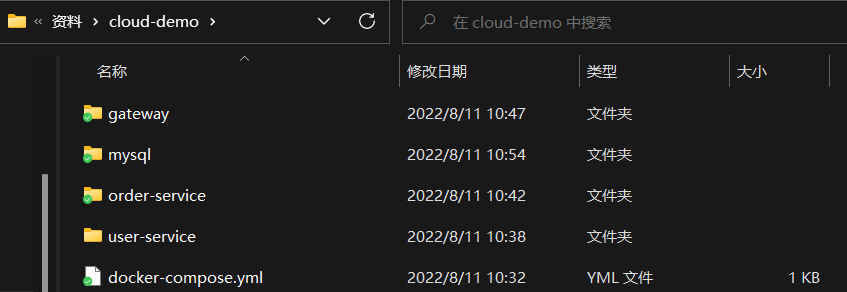 « 资料 › cloud-demo › 在 cloud-demo 中搜索
名称 修改日期 类型 大小
gateway 2022/8/11 10:47 文件夹
mysql 2022/8/11 10:54 文件夹
order-service 2022/8/11 10:42 文件夹
user-service 2022/8/11 10:38 文件夹
docker-compose.yml 2022/8/11 10:32 YML 文件 1 KB